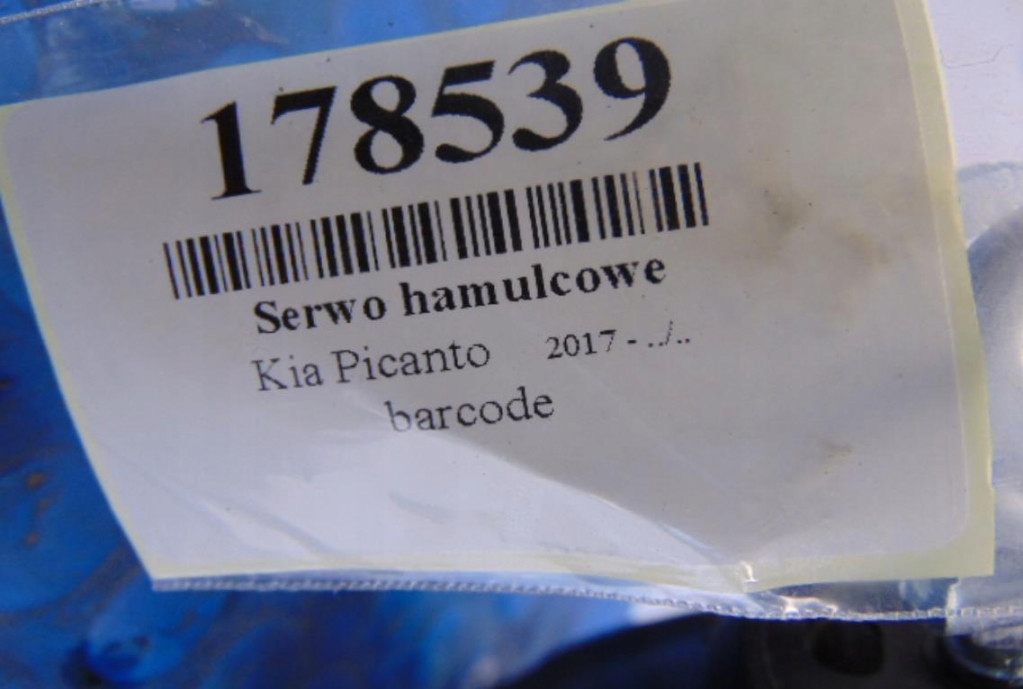 178539
Serwo hamulcowe
Kia Picanto 2017 - ../..
barcode